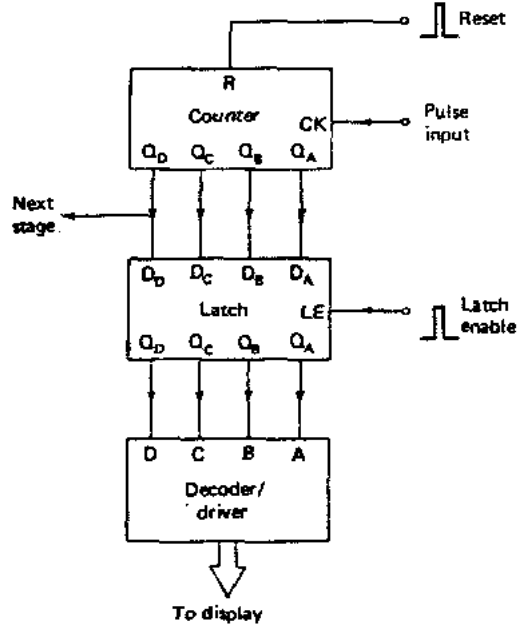 Reset
R
Counter
CK
Pulse
input
Q_D Q_C Q_B Q_A
Next
stage
D_D D_C D_B D_A
Latch
LE
Latch
enable
Q_D Q_C Q_B Q_A
D C B A
Decoder/
driver
To display